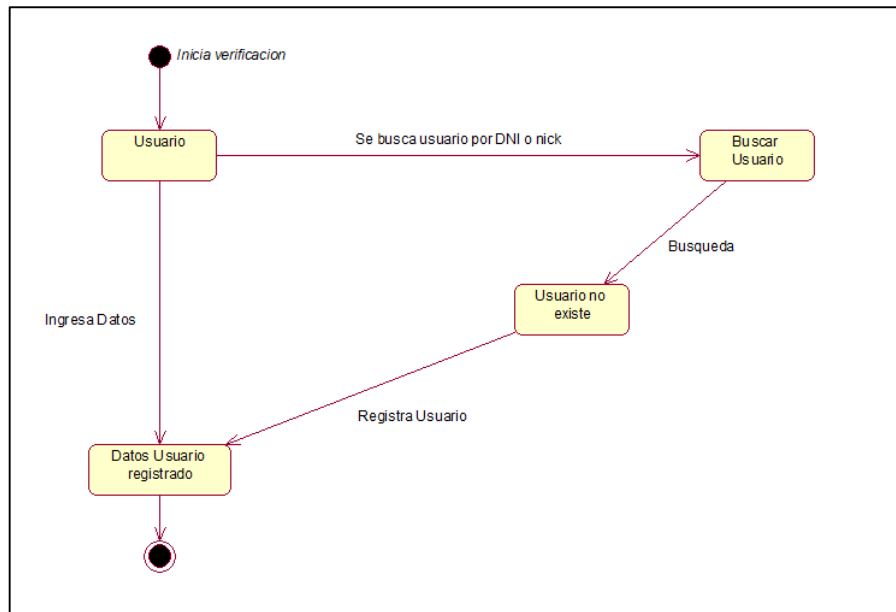 Inicia verificacion
Usuario
Se busca usuario por DNI o nick
Buscar
Usuario
Busqueda
Usuario no
existe
Ingresa Datos
Registra Usuario
Datos Usuario
registrado